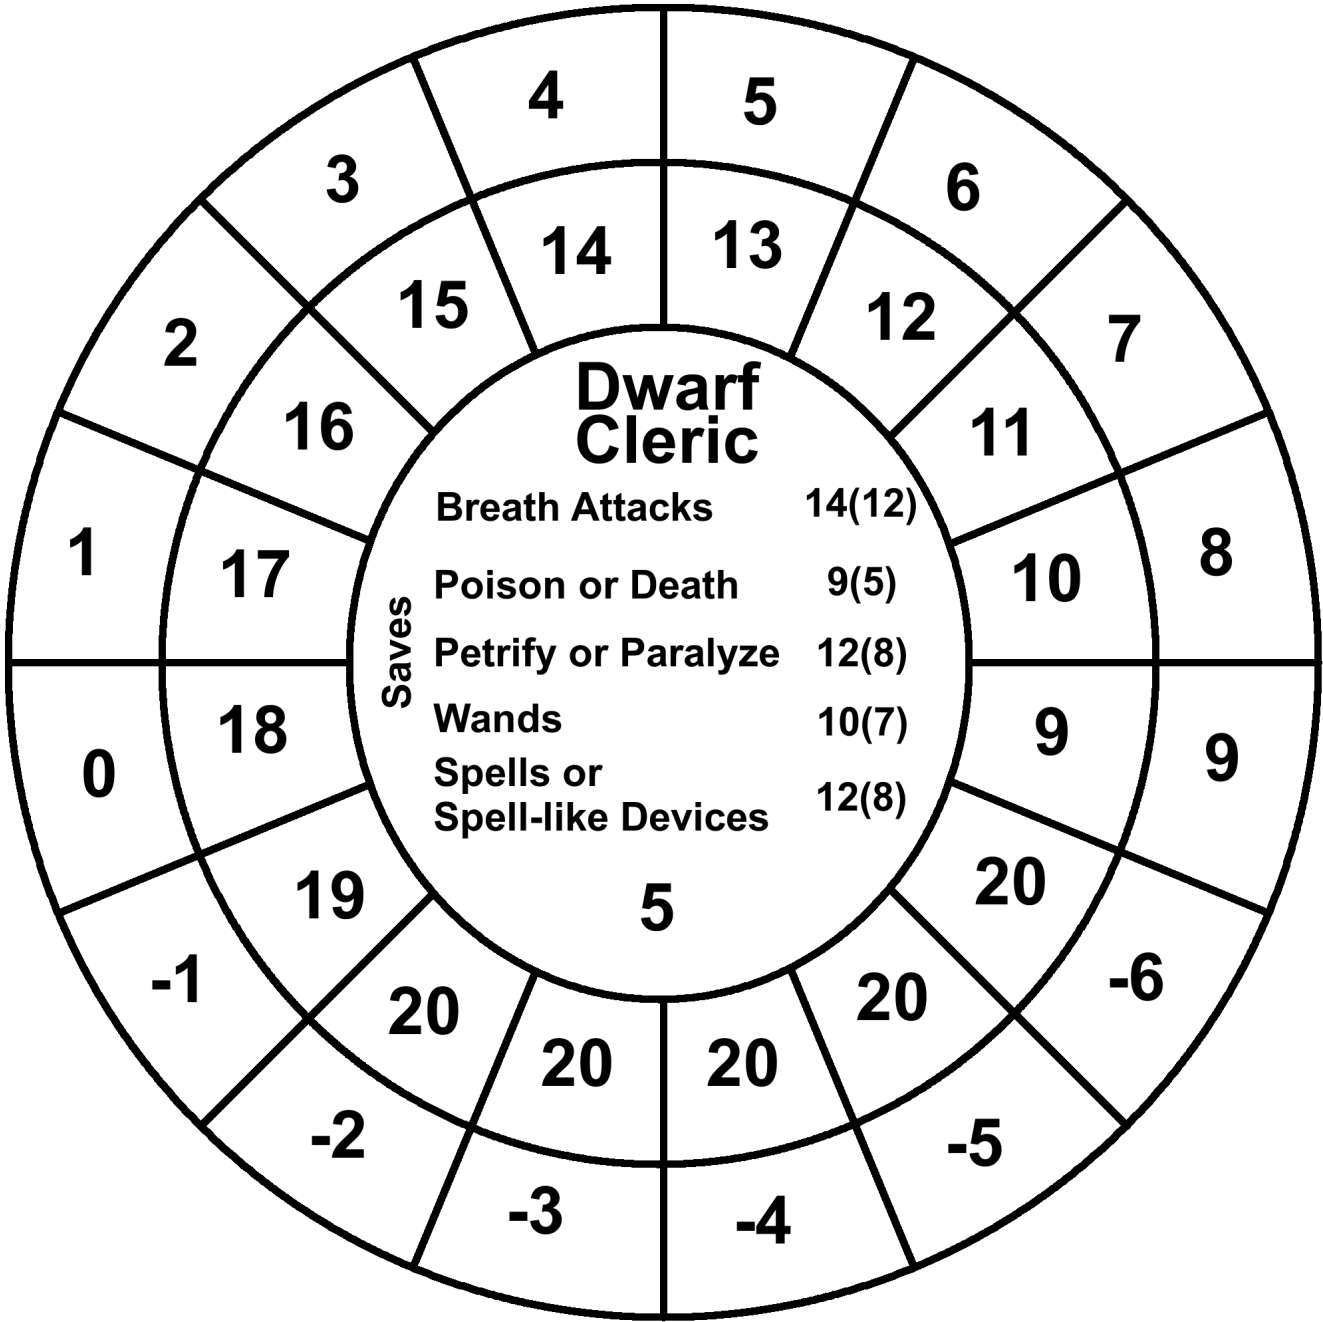 4 5
3 6
2 7
1 8
0 9
-1 -6
-2 -5
-3 -4
14 13
15 12
16 11
17 10
18 9
19 20
20 20
20 20
Dwarf
Cleric
Saves
Breath Attacks 14(12)
Poison or Death 9(5)
Petrify or Paralyze 12(8)
Wands 10(7)
Spells or
Spell-like Devices 12(8)
5